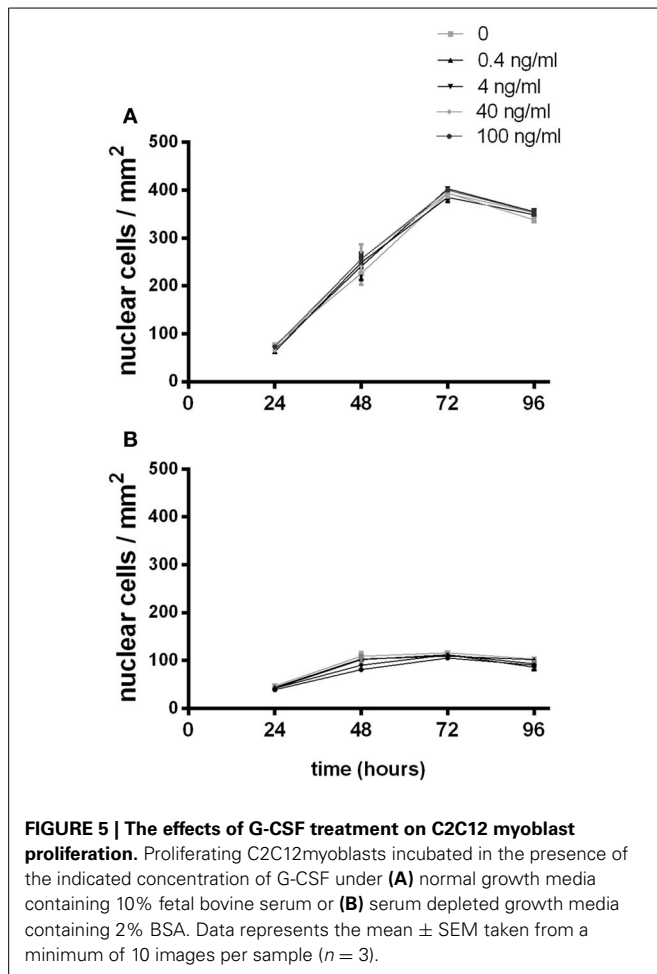 0
0.4 ng/ml
4 ng/ml
40 ng/ml
100 ng/ml
A
500
400
300
200
100
0
nuclear cells / mm²
0 24 48 72 96
B
500
400
300
200
100
0
nuclear cells / mm²
0 24 48 72 96
time (hours)
FIGURE 5 | The effects of G-CSF treatment on C2C12 myoblast
proliferation. Proliferating C2C12myoblasts incubated in the presence of
the indicated concentration of G-CSF under (A) normal growth media
containing 10% fetal bovine serum or (B) serum depleted growth media
containing 2% BSA. Data represents the mean ± SEM taken from a
minimum of 10 images per sample (n = 3).